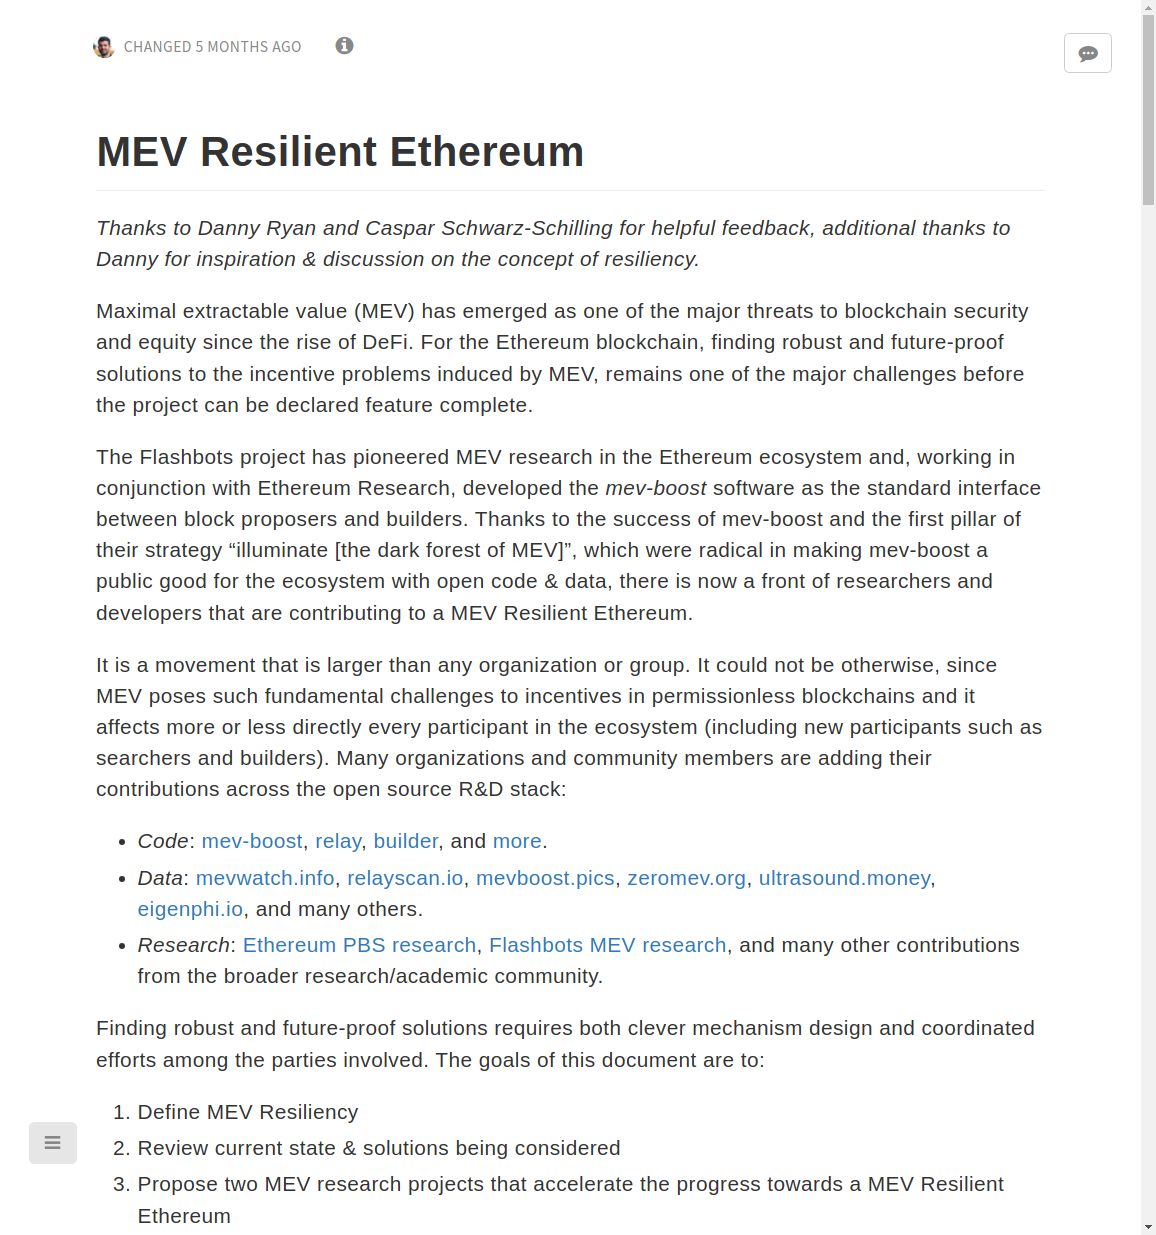 CHANGED 5 MONTHS AGO
MEV Resilient Ethereum
Thanks to Danny Ryan and Caspar Schwarz-Schilling for helpful feedback, additional thanks to
Danny for inspiration & discussion on the concept of resiliency.
Maximal extractable value (MEV) has emerged as one of the major threats to blockchain security
and equity since the rise of DeFi. For the Ethereum blockchain, finding robust and future-proof
solutions to the incentive problems induced by MEV, remains one of the major challenges before
the project can be declared feature complete.
The Flashbots project has pioneered MEV research in the Ethereum ecosystem and, working in
conjunction with Ethereum Research, developed the mev-boost software as the standard interface
between block proposers and builders. Thanks to the success of mev-boost and the first pillar of
their strategy “illuminate [the dark forest of MEV]”, which were radical in making mev-boost a
public good for the ecosystem with open code & data, there is now a front of researchers and
developers that are contributing to a MEV Resilient Ethereum.
It is a movement that is larger than any organization or group. It could not be otherwise, since
MEV poses such fundamental challenges to incentives in permissionless blockchains and it
affects more or less directly every participant in the ecosystem (including new participants such as
searchers and builders). Many organizations and community members are adding their
contributions across the open source R&D stack:
• Code: mev-boost, relay, builder, and more.
• Data: mevwatch.info, relayscan.io, mevboost.pics, zeromev.org, ultrasound.money,
eigenphi.io, and many others.
• Research: Ethereum PBS research, Flashbots MEV research, and many other contributions
from the broader research/academic community.
Finding robust and future-proof solutions requires both clever mechanism design and coordinated
efforts among the parties involved. The goals of this document are to:
1. Define MEV Resiliency
2. Review current state & solutions being considered
3. Propose two MEV research projects that accelerate the progress towards a MEV Resilient
Ethereum